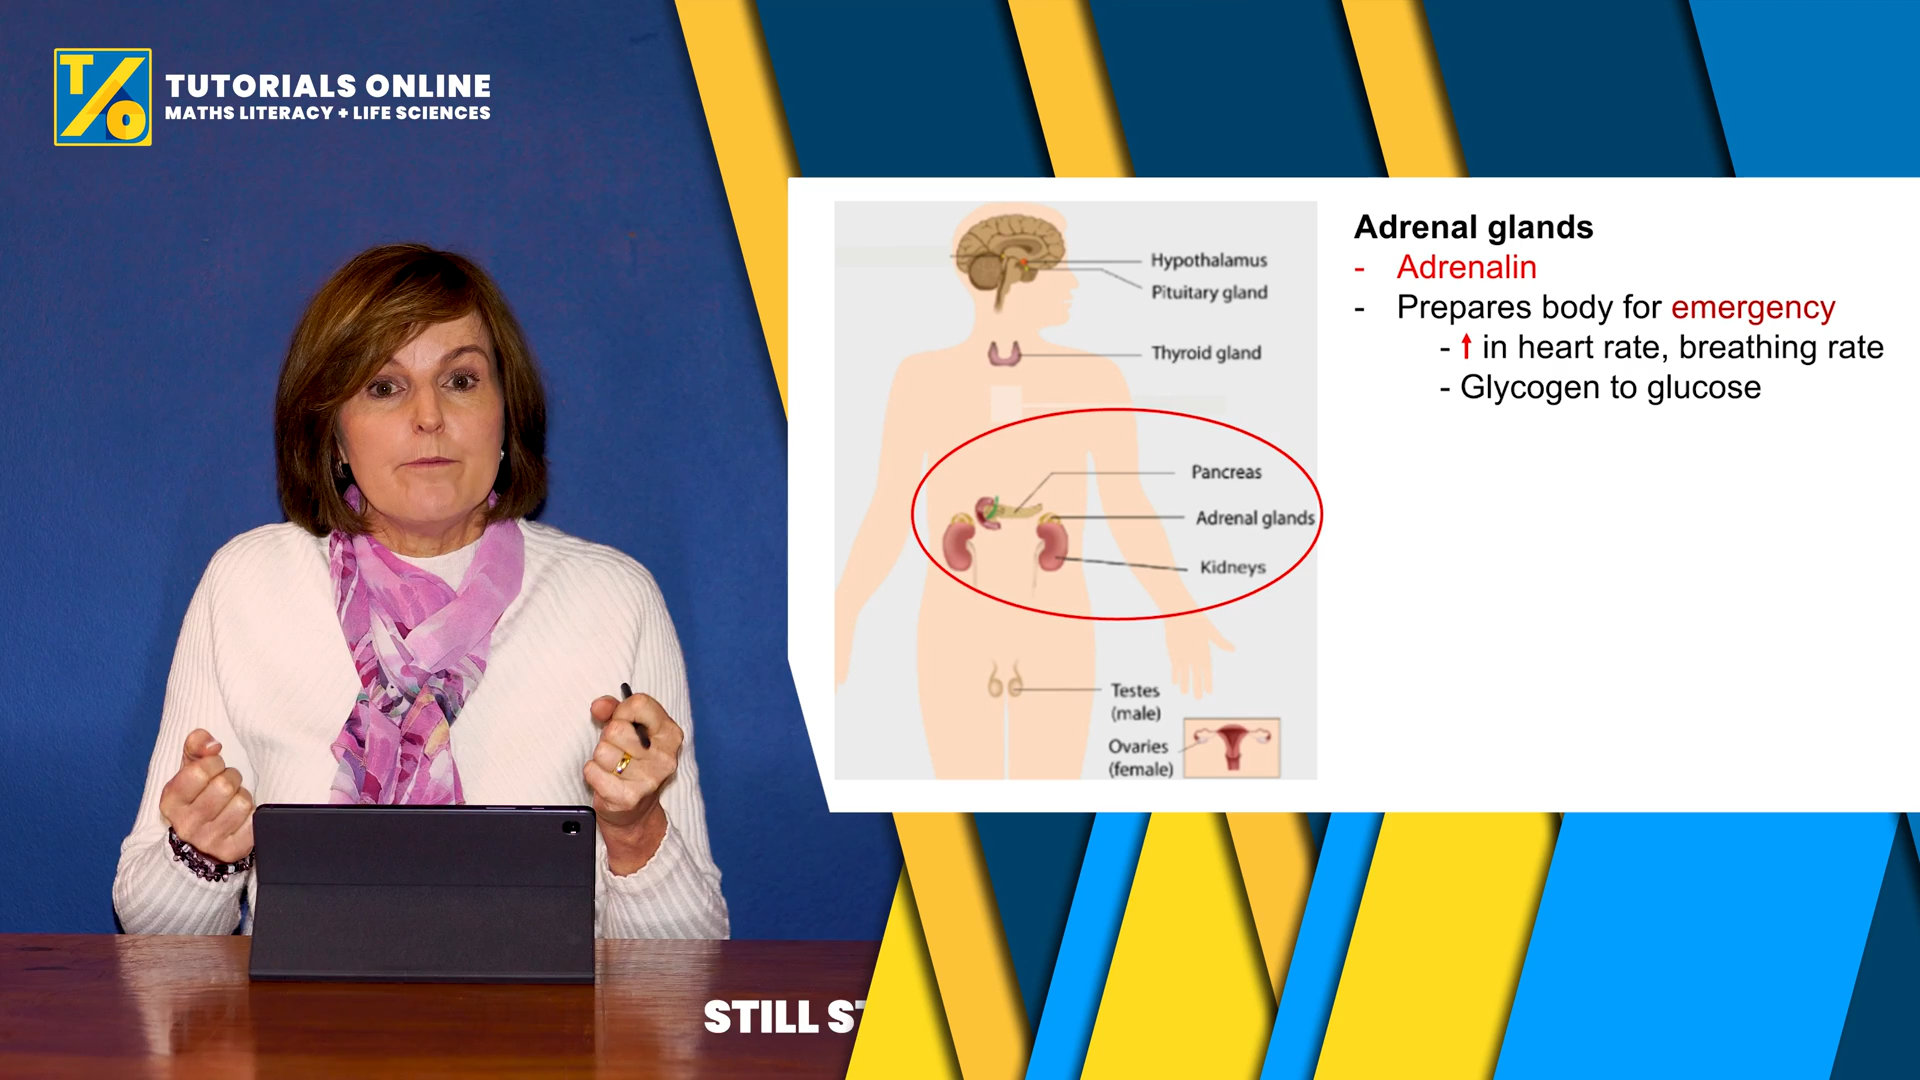 T/O
TUTORIALS ONLINE
MATHS LITERACY + LIFE SCIENCES
Hypothalamus
Pituitary gland
Thyroid gland
Pancreas
Adrenal glands
Kidneys
Testes
(male)
Ovaries
(female)
Adrenal glands
- Adrenalin
- Prepares body for emergency
- ↑ in heart rate, breathing rate
- Glycogen to glucose
STILL